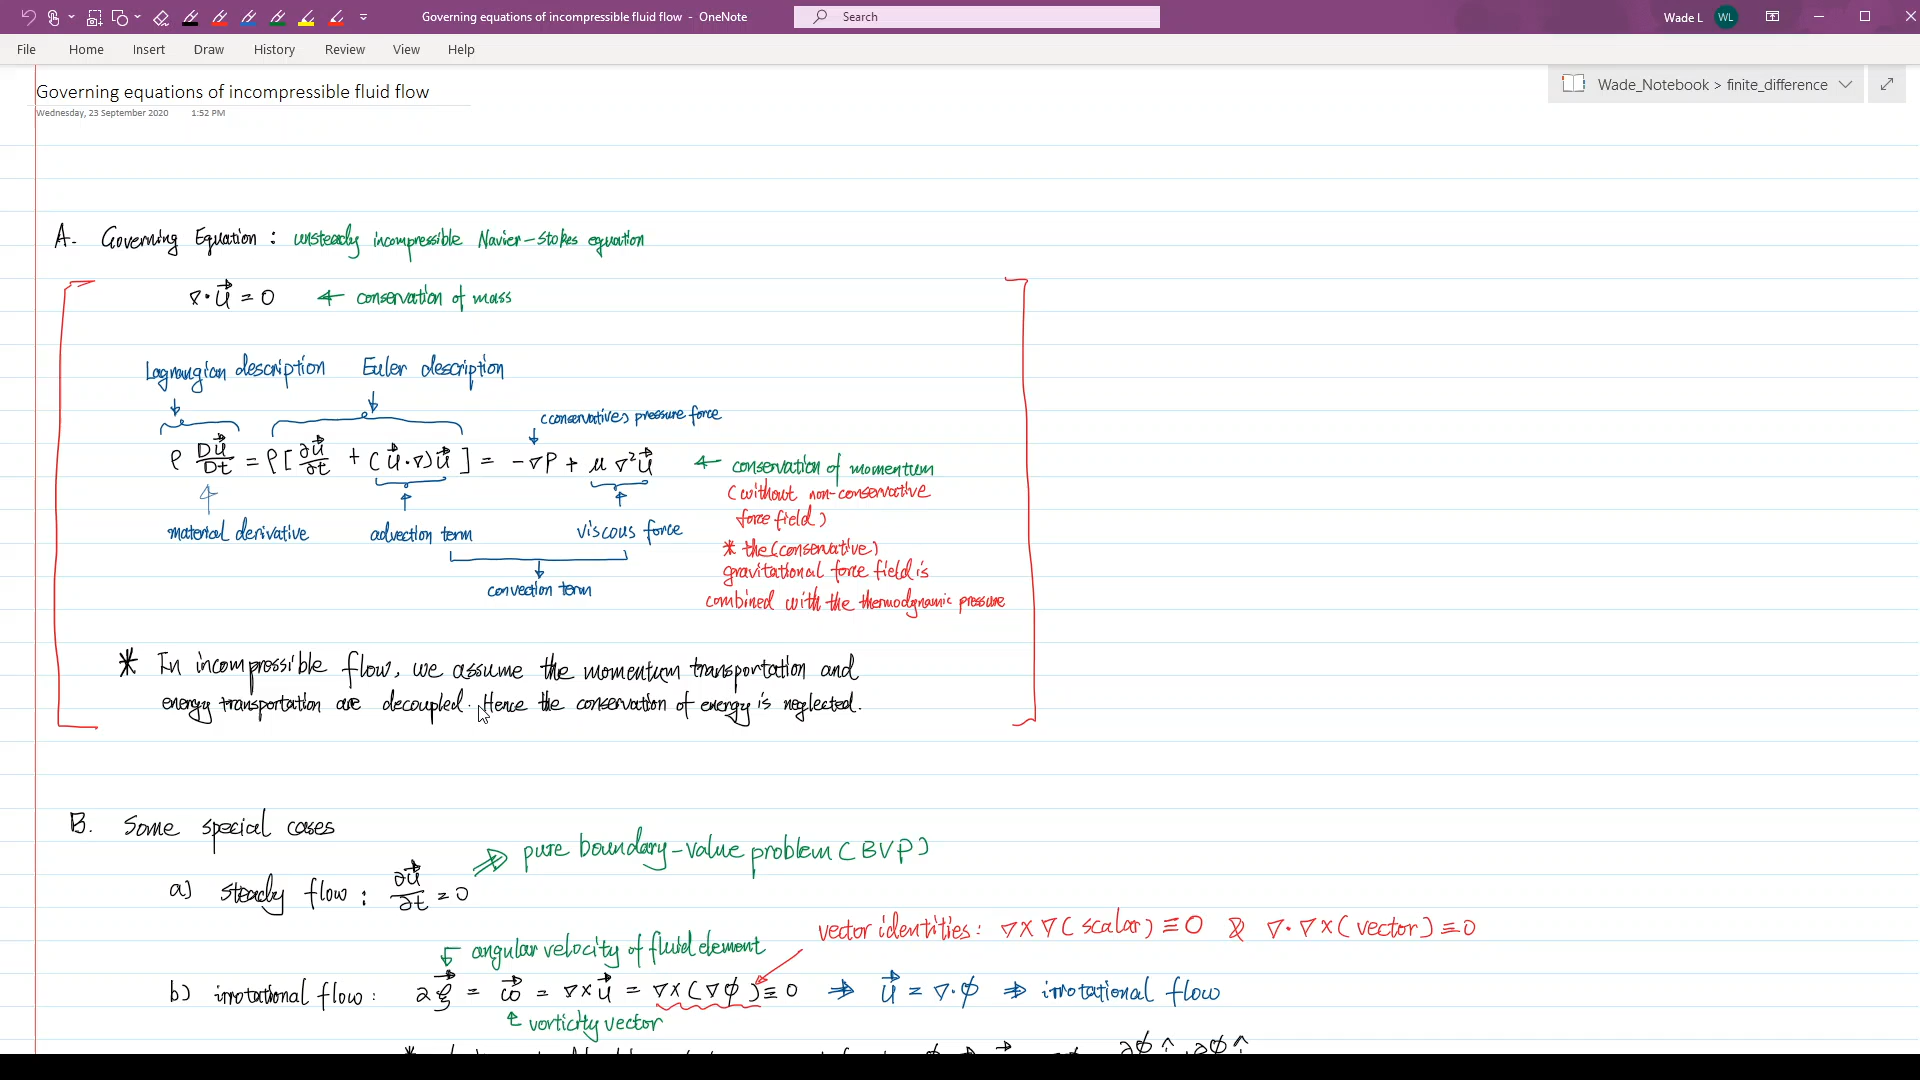 Governing equations of incompressible fluid flow - OneNote
Search
Wade L
WL
File Home Insert Draw History Review View Help
Governing equations of incompressible fluid flow
Wade_Notebook > finite_difference
Wednesday, 23 September 2020 1:52 PM
A. Governing Equation : unsteady incompressible Navier-Stokes equation
∇·u⃗ = 0 ← conservation of mass
Lagrangian description Euler description
(conservative) pressure force
ρ Du⃗/Dt = ρ[ ∂u⃗/∂t + (u⃗·∇)u⃗ ] = -∇P + μ∇²u⃗ ← conservation of momentum
(without non-conservative
force field)
material derivative advection term viscous force
* the (conservative)
gravitational force field is
convection term
combined with the thermodynamic pressure
* In incompressible flow, we assume the momentum transportation and
energy transportation are decoupled. Hence the conservation of energy is neglected.
B. Some special cases
⇒ pure boundary-value problem (BVP)
a) steady flow : ∂u⃗/∂t = 0
vector identities: ∇×∇(scalar) ≡ 0 & ∇·∇×(vector) ≡ 0
angular velocity of fluid element
b) irrotational flow : 2ξ⃗ = ω⃗ = ∇×u⃗ = ∇×(∇φ) ≡ 0 ⇒ u⃗ = ∇·φ ⇒ irrotational flow
↑ vorticity vector